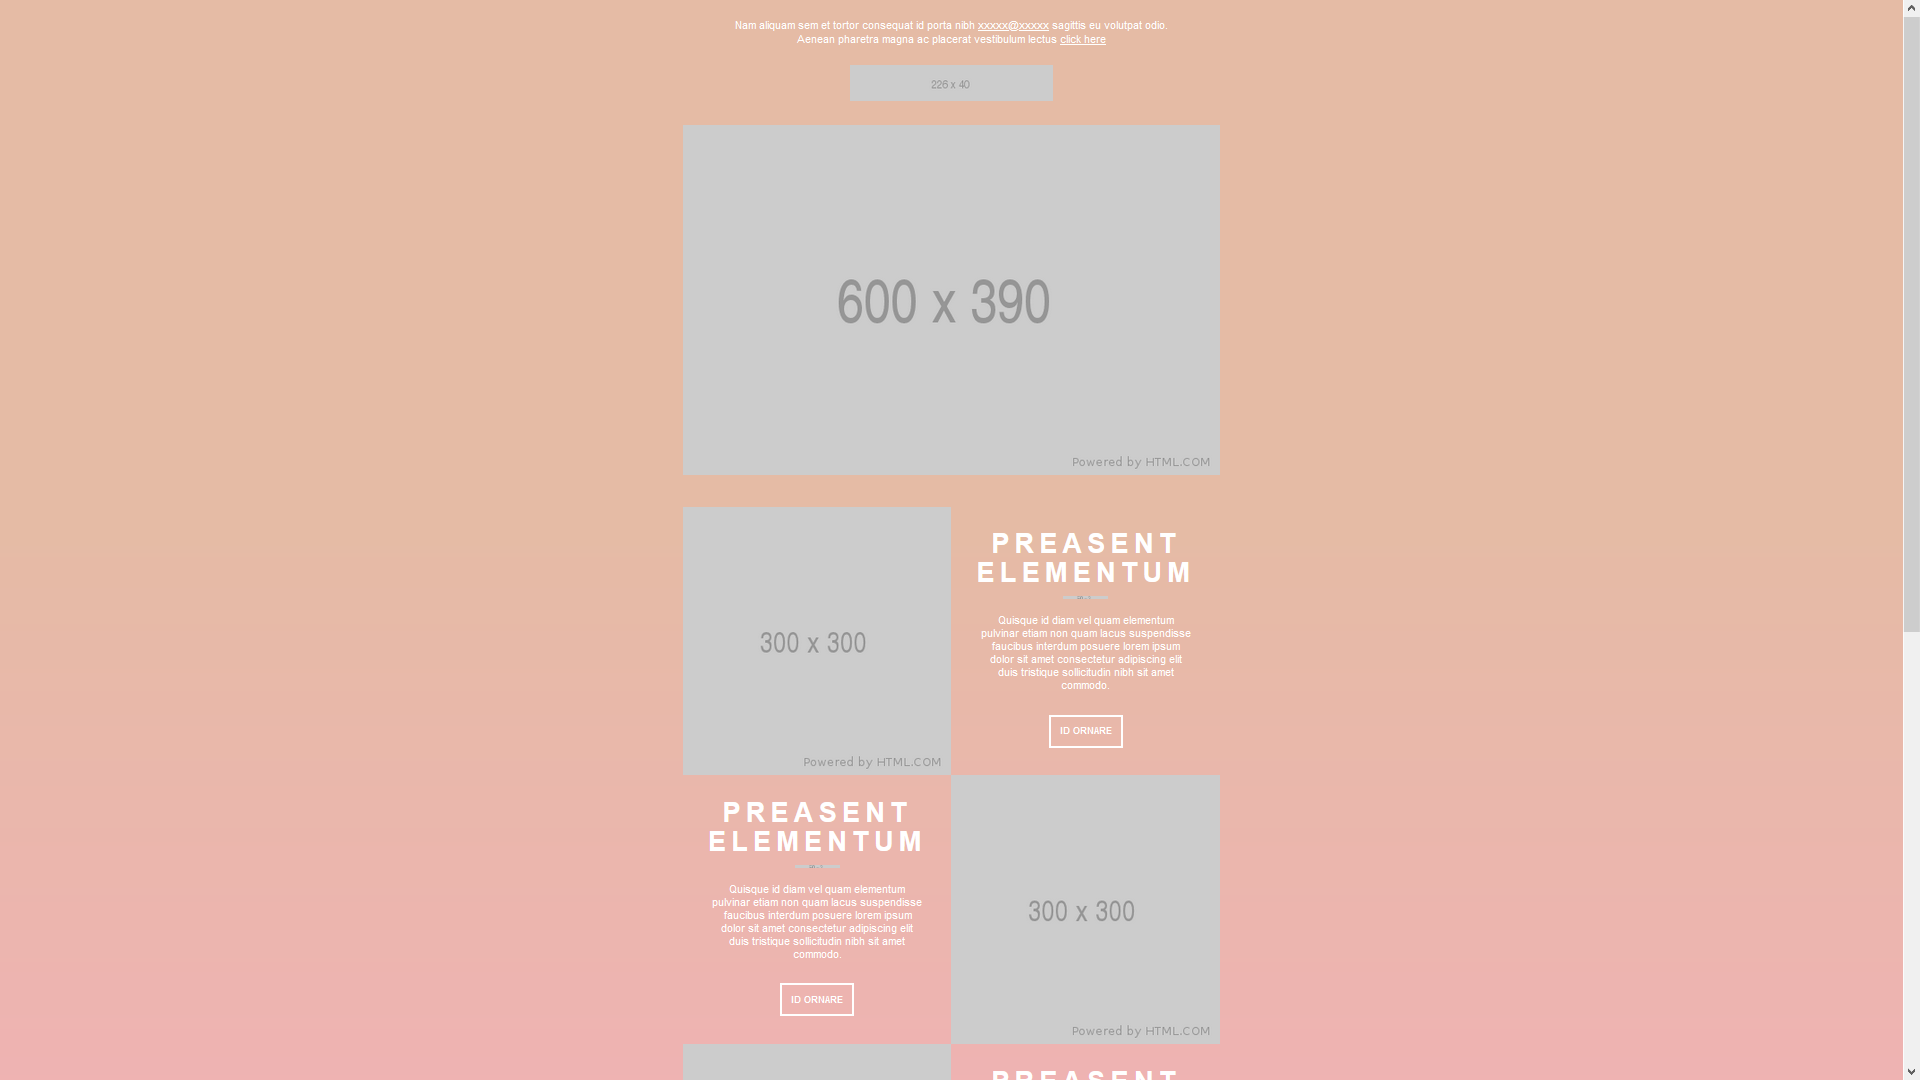 Nam aliquam sem et tortor consequat id porta nibh xxxxx@xxxxx sagittis eu volutpat odio.
Aenean pharetra magna ac placerat vestibulum lectus click here
226 x 40
600 x 390
Powered by HTML.COM
300 x 300
Powered by HTML.COM
PREASENT
ELEMENTUM
Quisque id diam vel quam elementum
pulvinar etiam non quam lacus suspendisse
faucibus interdum posuere lorem ipsum
dolor sit amet consectetur adipiscing elit
duis tristique sollicitudin nibh sit amet
commodo.
ID ORNARE
PREASENT
ELEMENTUM
Quisque id diam vel quam elementum
pulvinar etiam non quam lacus suspendisse
faucibus interdum posuere lorem ipsum
dolor sit amet consectetur adipiscing elit
duis tristique sollicitudin nibh sit amet
commodo.
ID ORNARE
300 x 300
Powered by HTML.COM
PREASENT